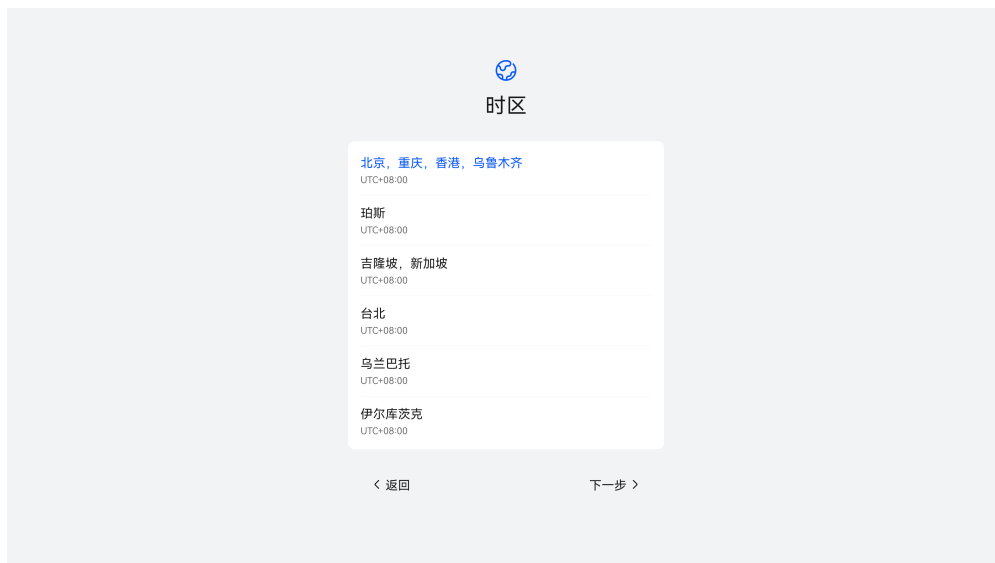 时区
北京，重庆，香港，乌鲁木齐
UTC+08:00
珀斯
UTC+08:00
吉隆坡，新加坡
UTC+08:00
台北
UTC+08:00
乌兰巴托
UTC+08:00
伊尔库茨克
UTC+08:00
返回
下一步